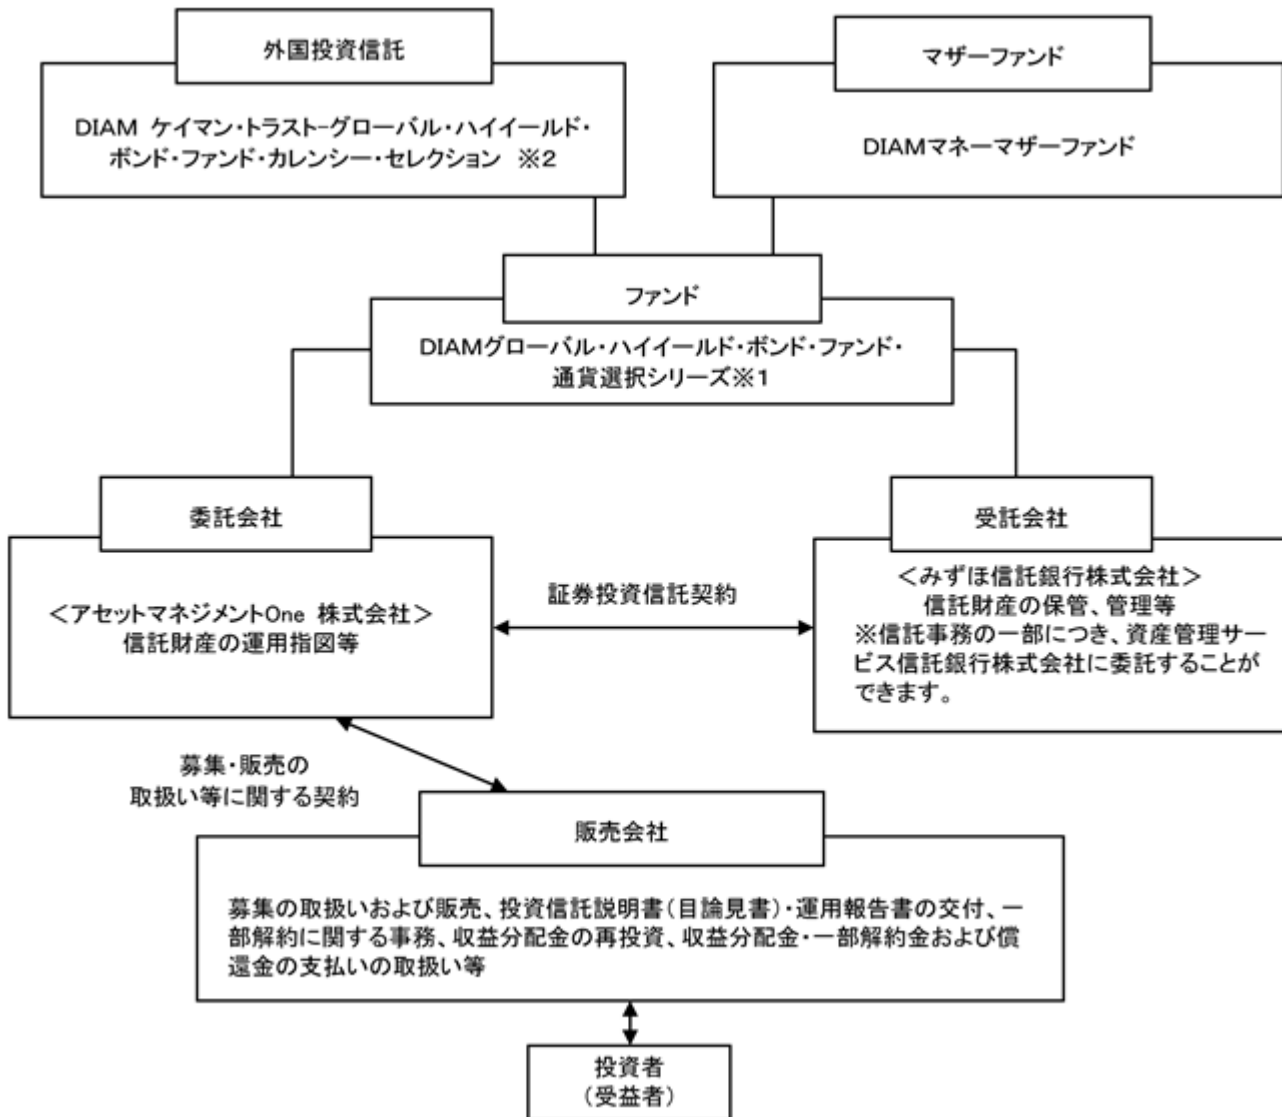 外国投資信託
DIAM ケイマン・トラスト-グローバル・ハイイールド・
ボンド・ファンド・カレンシー・セレクション ※2
マザーファンド
DIAMマネーマザーファンド
ファンド
DIAMグローバル・ハイイールド・ボンド・ファンド・
通貨選択シリーズ※1
委託会社
＜アセットマネジメントOne 株式会社＞
信託財産の運用指図等
証券投資信託契約
受託会社
＜みずほ信託銀行株式会社＞
信託財産の保管、管理等
※信託事務の一部につき、資産管理サー
ビス信託銀行株式会社に委託することが
できます。
募集・販売の
取扱い等に関する契約
販売会社
募集の取扱いおよび販売、投資信託説明書(目論見書)・運用報告書の交付、一
部解約に関する事務、収益分配金の再投資、収益分配金・一部解約金および償
還金の支払いの取扱い等
投資者
（受益者）